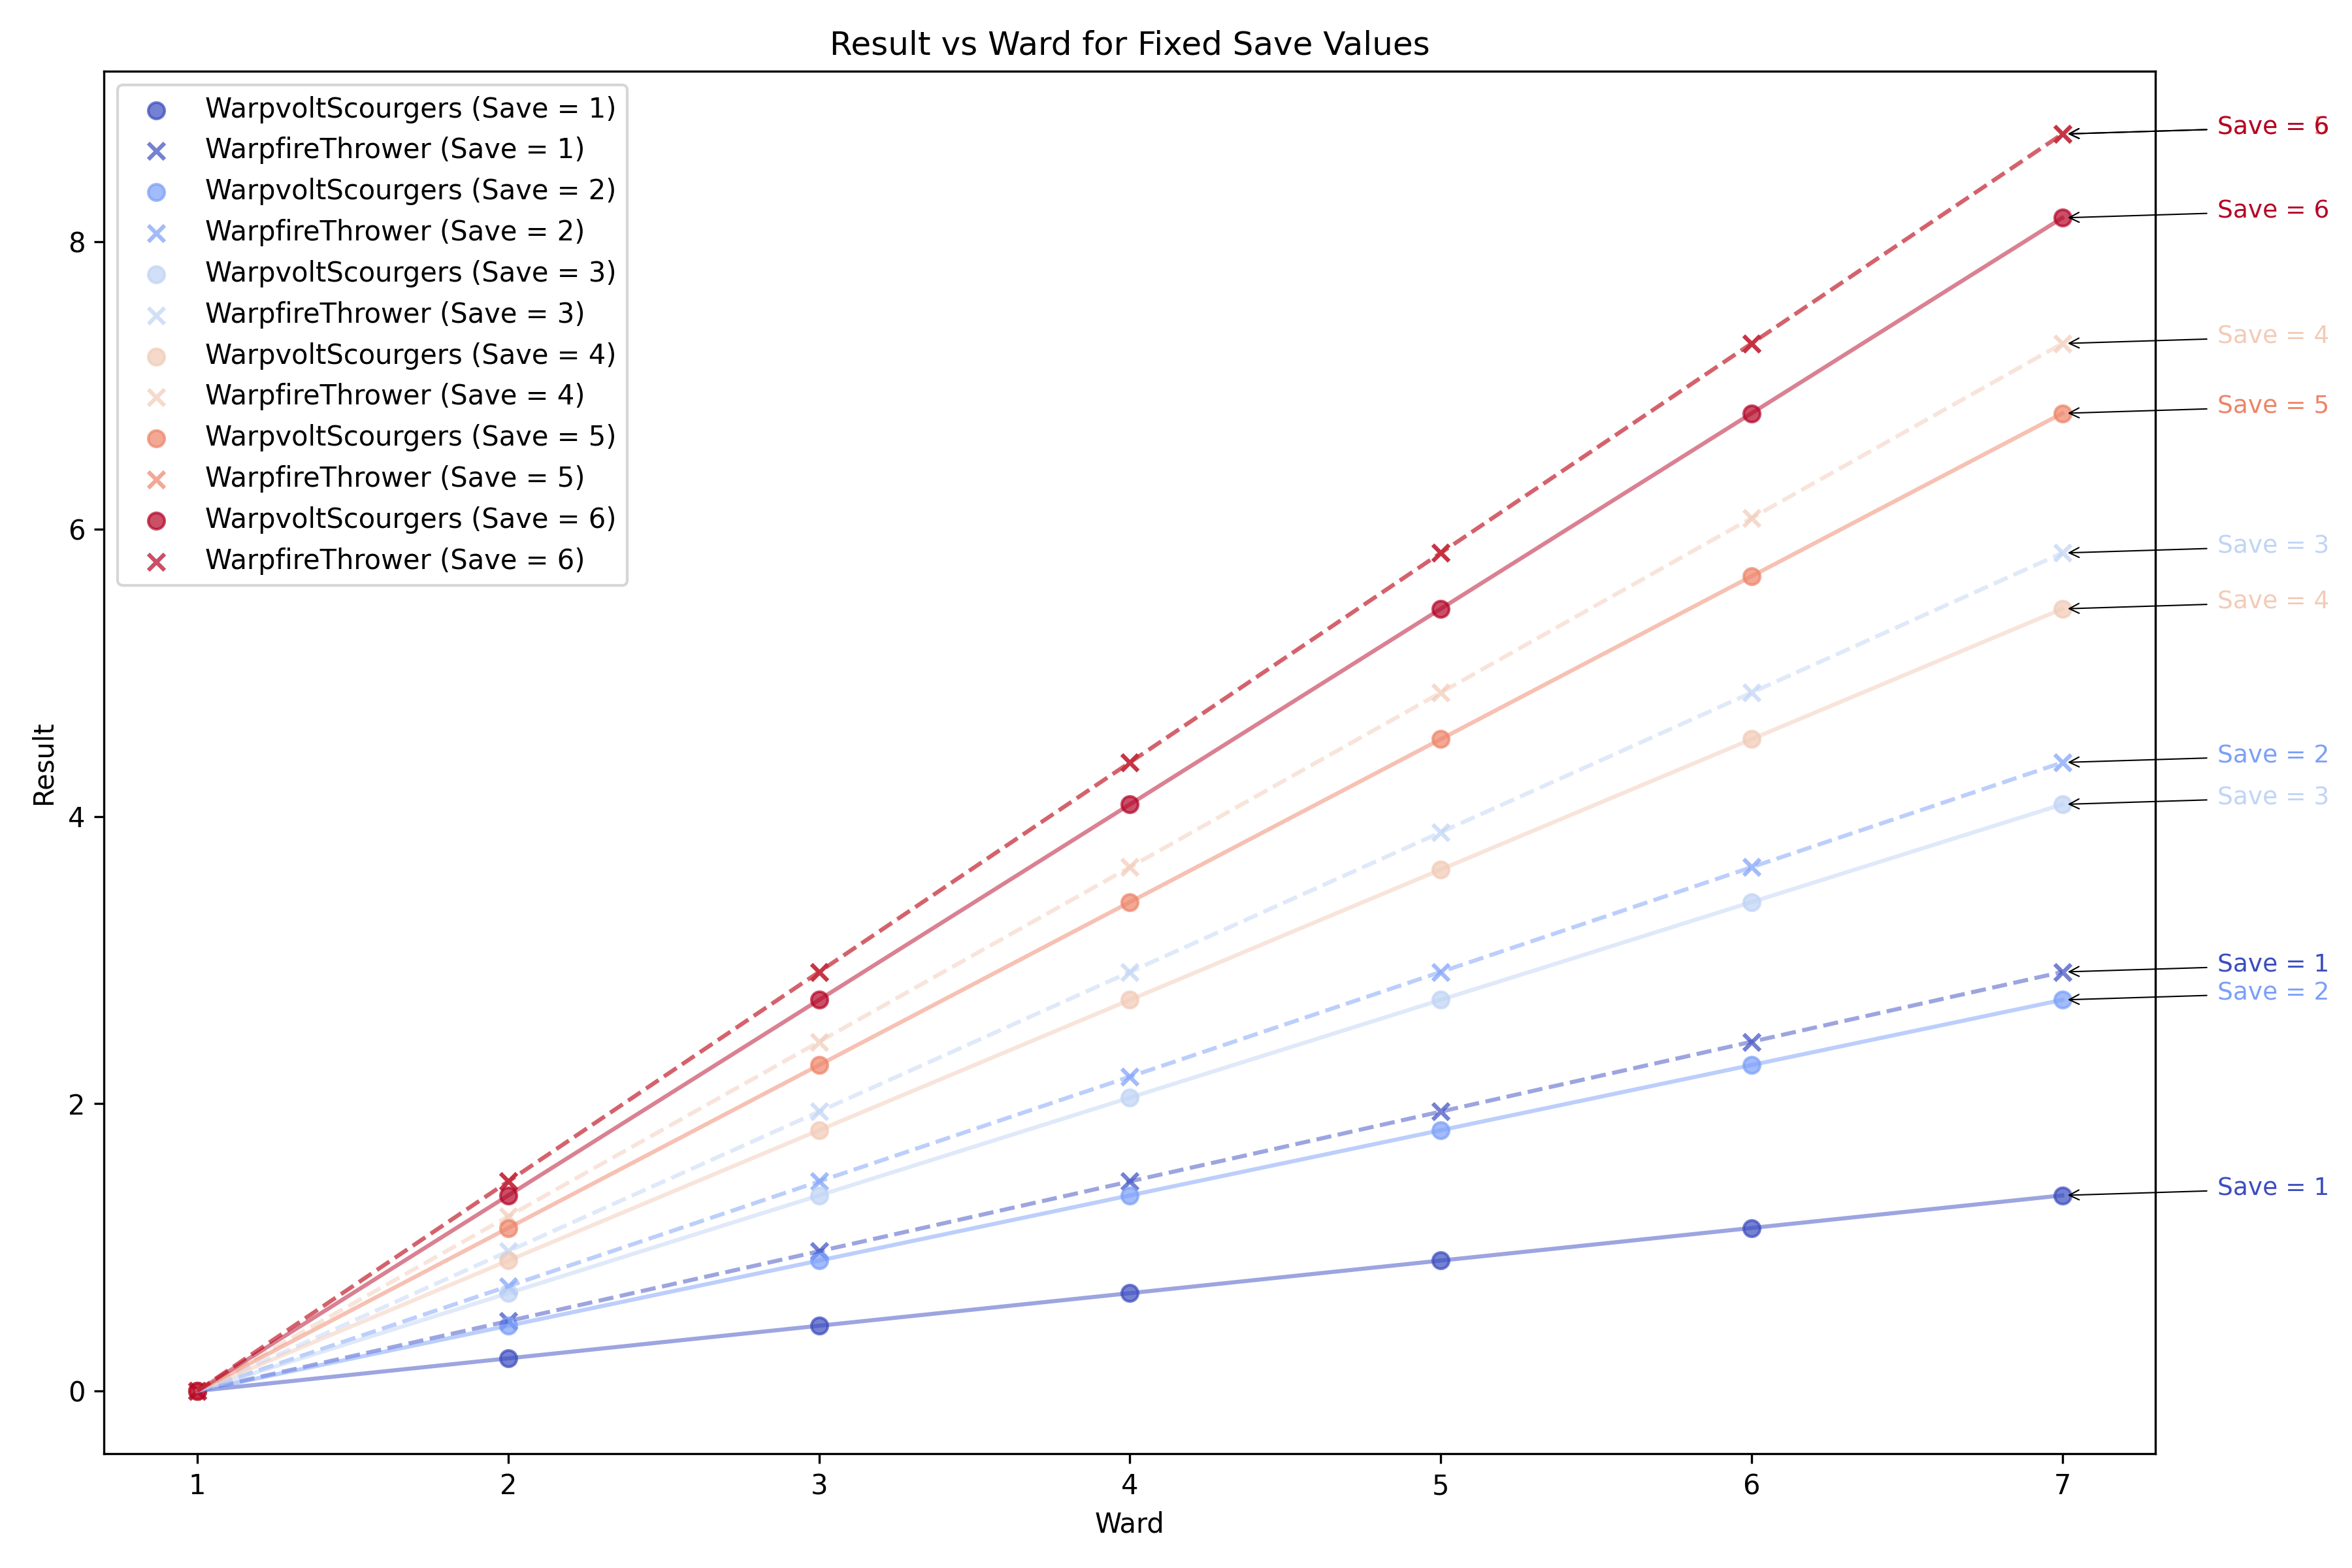 Result vs Ward for Fixed Save Values
WarpvoltScourgers (Save = 1)
WarpfireThrower (Save = 1)
WarpvoltScourgers (Save = 2)
WarpfireThrower (Save = 2)
WarpvoltScourgers (Save = 3)
WarpfireThrower (Save = 3)
WarpvoltScourgers (Save = 4)
WarpfireThrower (Save = 4)
WarpvoltScourgers (Save = 5)
WarpfireThrower (Save = 5)
WarpvoltScourgers (Save = 6)
WarpfireThrower (Save = 6)
Save = 6
Save = 6
Save = 4
Save = 5
Save = 3
Save = 4
Save = 2
Save = 3
Save = 1
Save = 2
Save = 1
8
6
4
2
0
Result
1 2 3 4 5 6 7
Ward